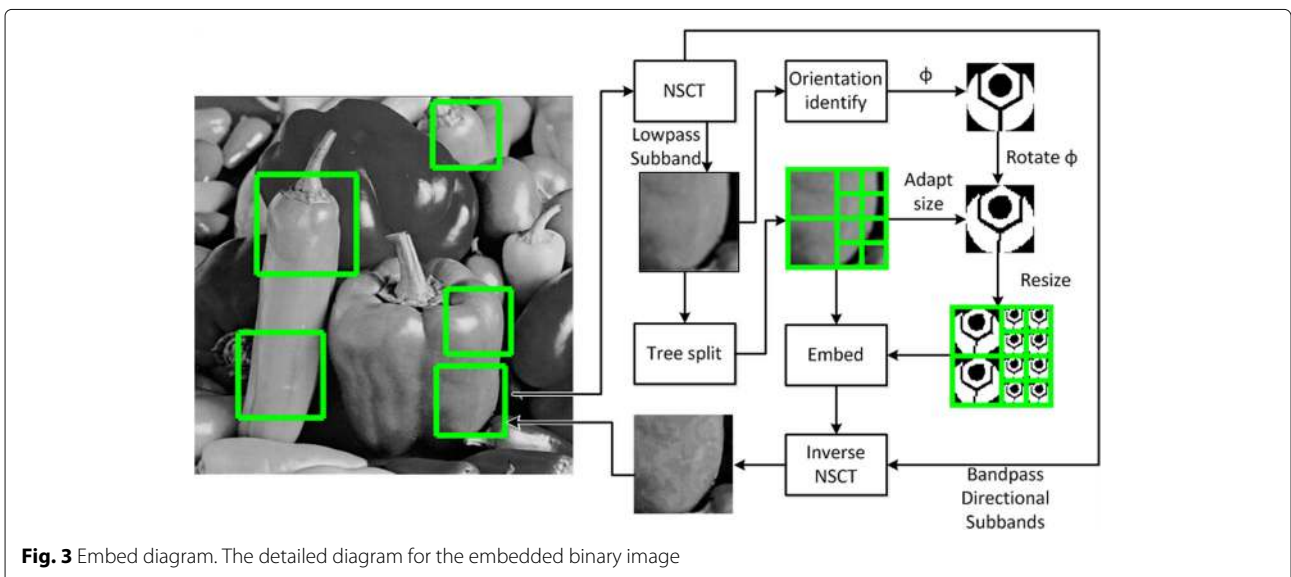 NSCT
Orientation
identify
ϕ
Lowpass
Subband
Rotate ϕ
Adapt
size
Resize
Tree split
Embed
Inverse
NSCT
Bandpass
Directional
Subbands
Fig. 3 Embed diagram. The detailed diagram for the embedded binary image